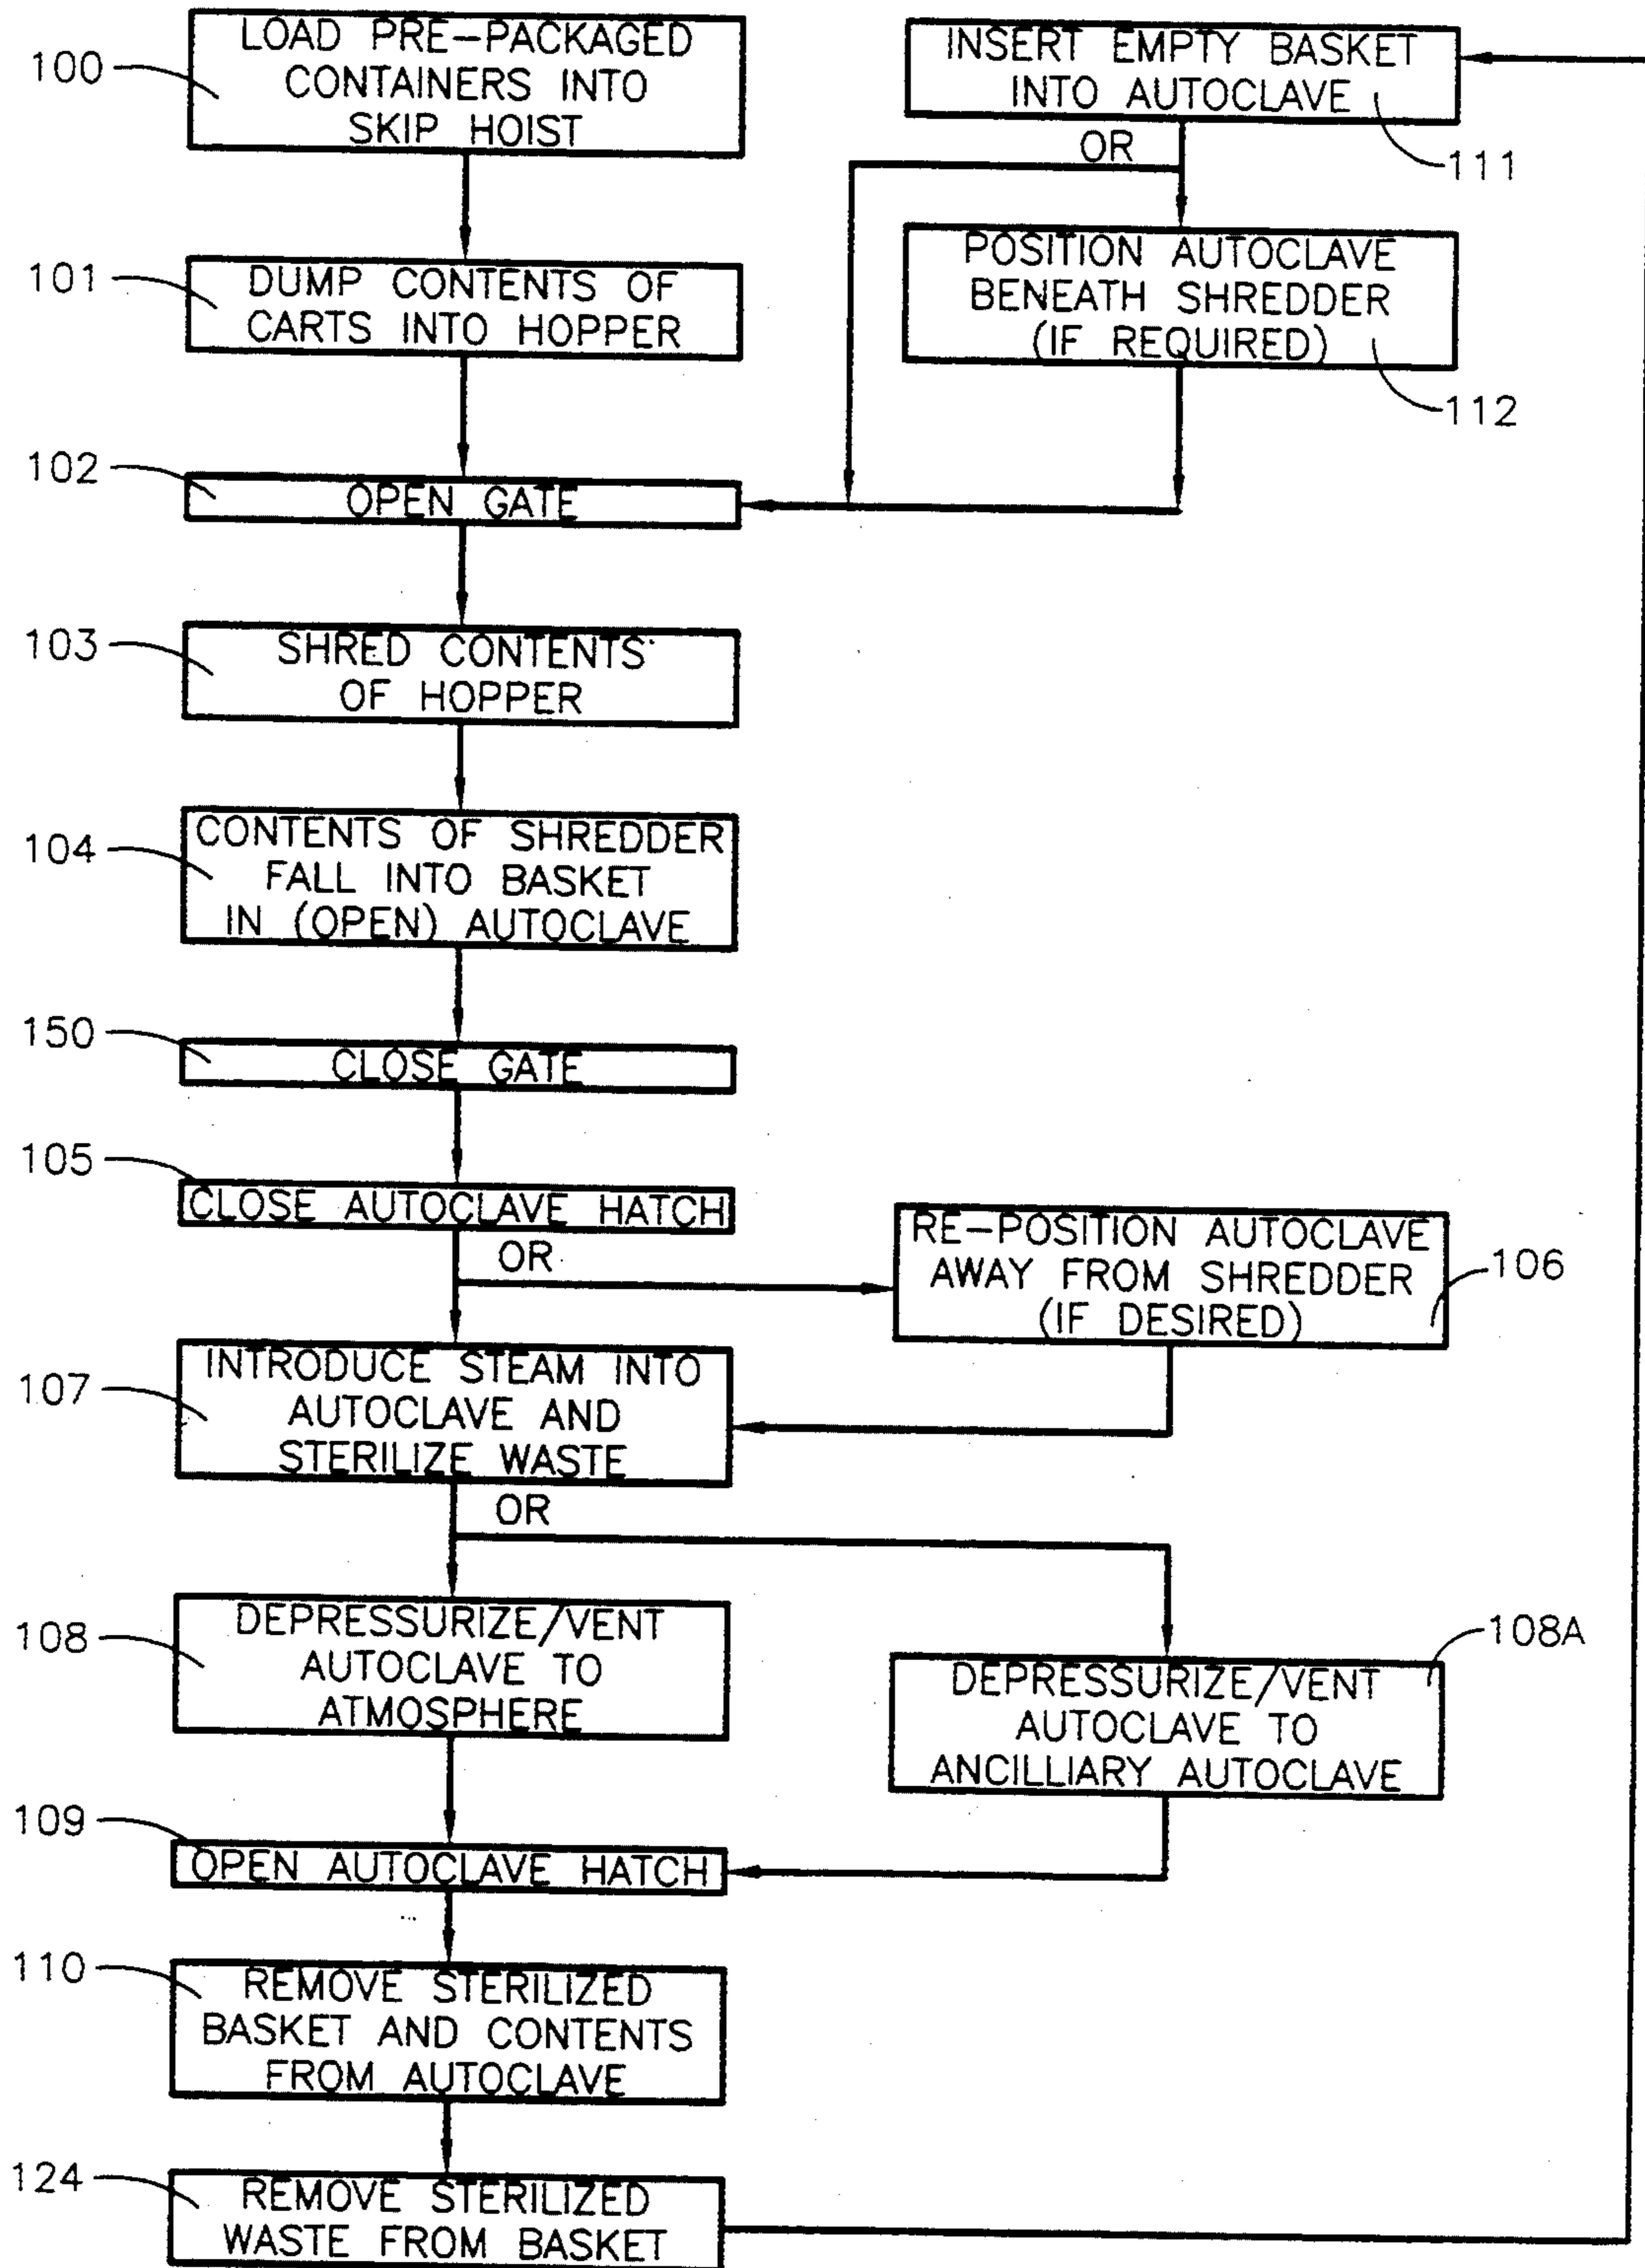 100
LOAD PRE-PACKAGED
CONTAINERS INTO
SKIP HOIST
INSERT EMPTY BASKET
INTO AUTOCLAVE
111
OR
101
DUMP CONTENTS OF
CARTS INTO HOPPER
POSITION AUTOCLAVE
BENEATH SHREDDER
(IF REQUIRED)
112
102
OPEN GATE
103
SHRED CONTENTS
OF HOPPER
104
CONTENTS OF SHREDDER
FALL INTO BASKET
IN (OPEN) AUTOCLAVE
150
CLOSE GATE
105
CLOSE AUTOCLAVE HATCH
OR
RE-POSITION AUTOCLAVE
AWAY FROM SHREDDER
(IF DESIRED)
106
107
INTRODUCE STEAM INTO
AUTOCLAVE AND
STERILIZE WASTE
OR
108
DEPRESSURIZE/VENT
AUTOCLAVE TO
ATMOSPHERE
108A
DEPRESSURIZE/VENT
AUTOCLAVE TO
ANCILLIARY AUTOCLAVE
109
OPEN AUTOCLAVE HATCH
110
REMOVE STERILIZED
BASKET AND CONTENTS
FROM AUTOCLAVE
124
REMOVE STERILIZED
WASTE FROM BASKET